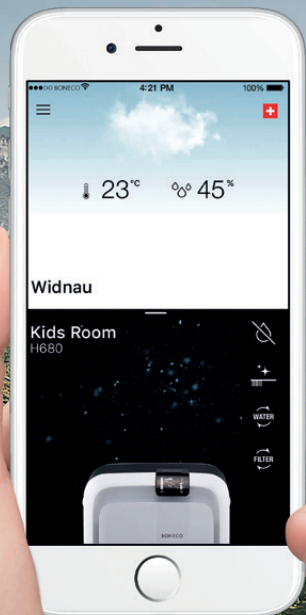 BONECO 4:21 PM 100%
23°C 45%
Widnau
Kids Room
H680
WATER
FILTER
BONECO